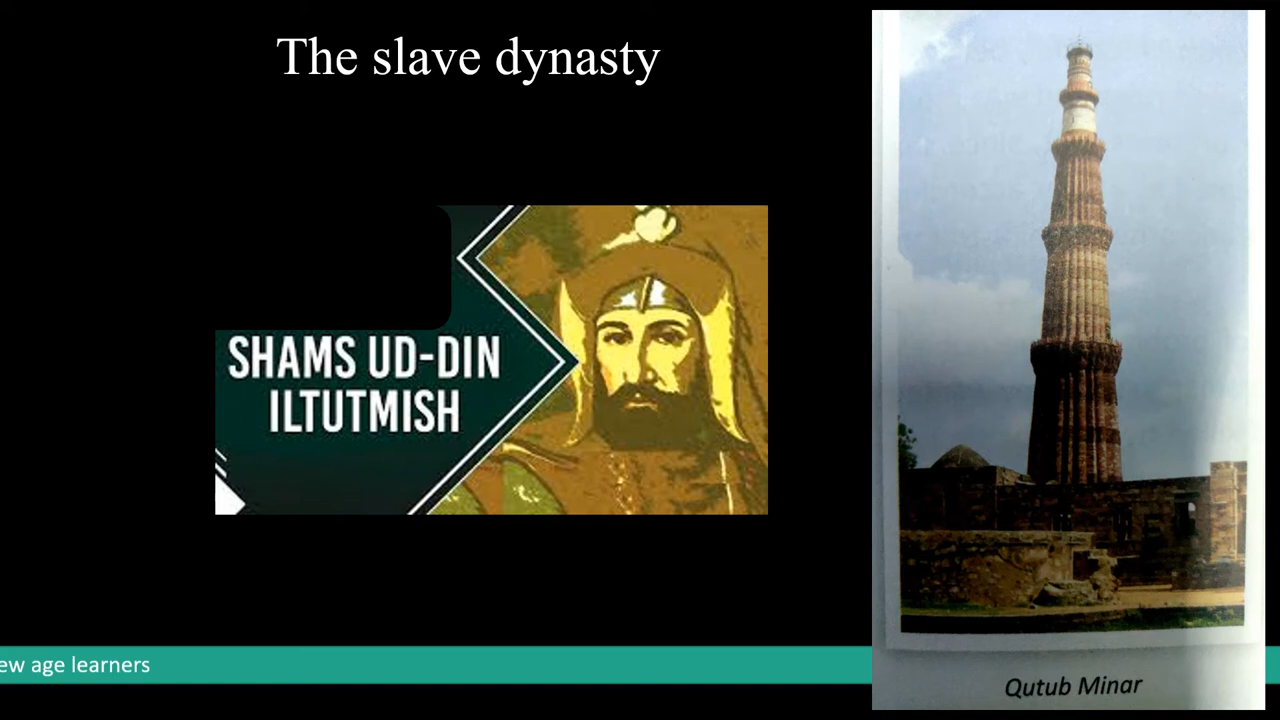 The slave dynasty
SHAMS UD-DIN
ILTUTMISH
ew age learners
Qutub Minar